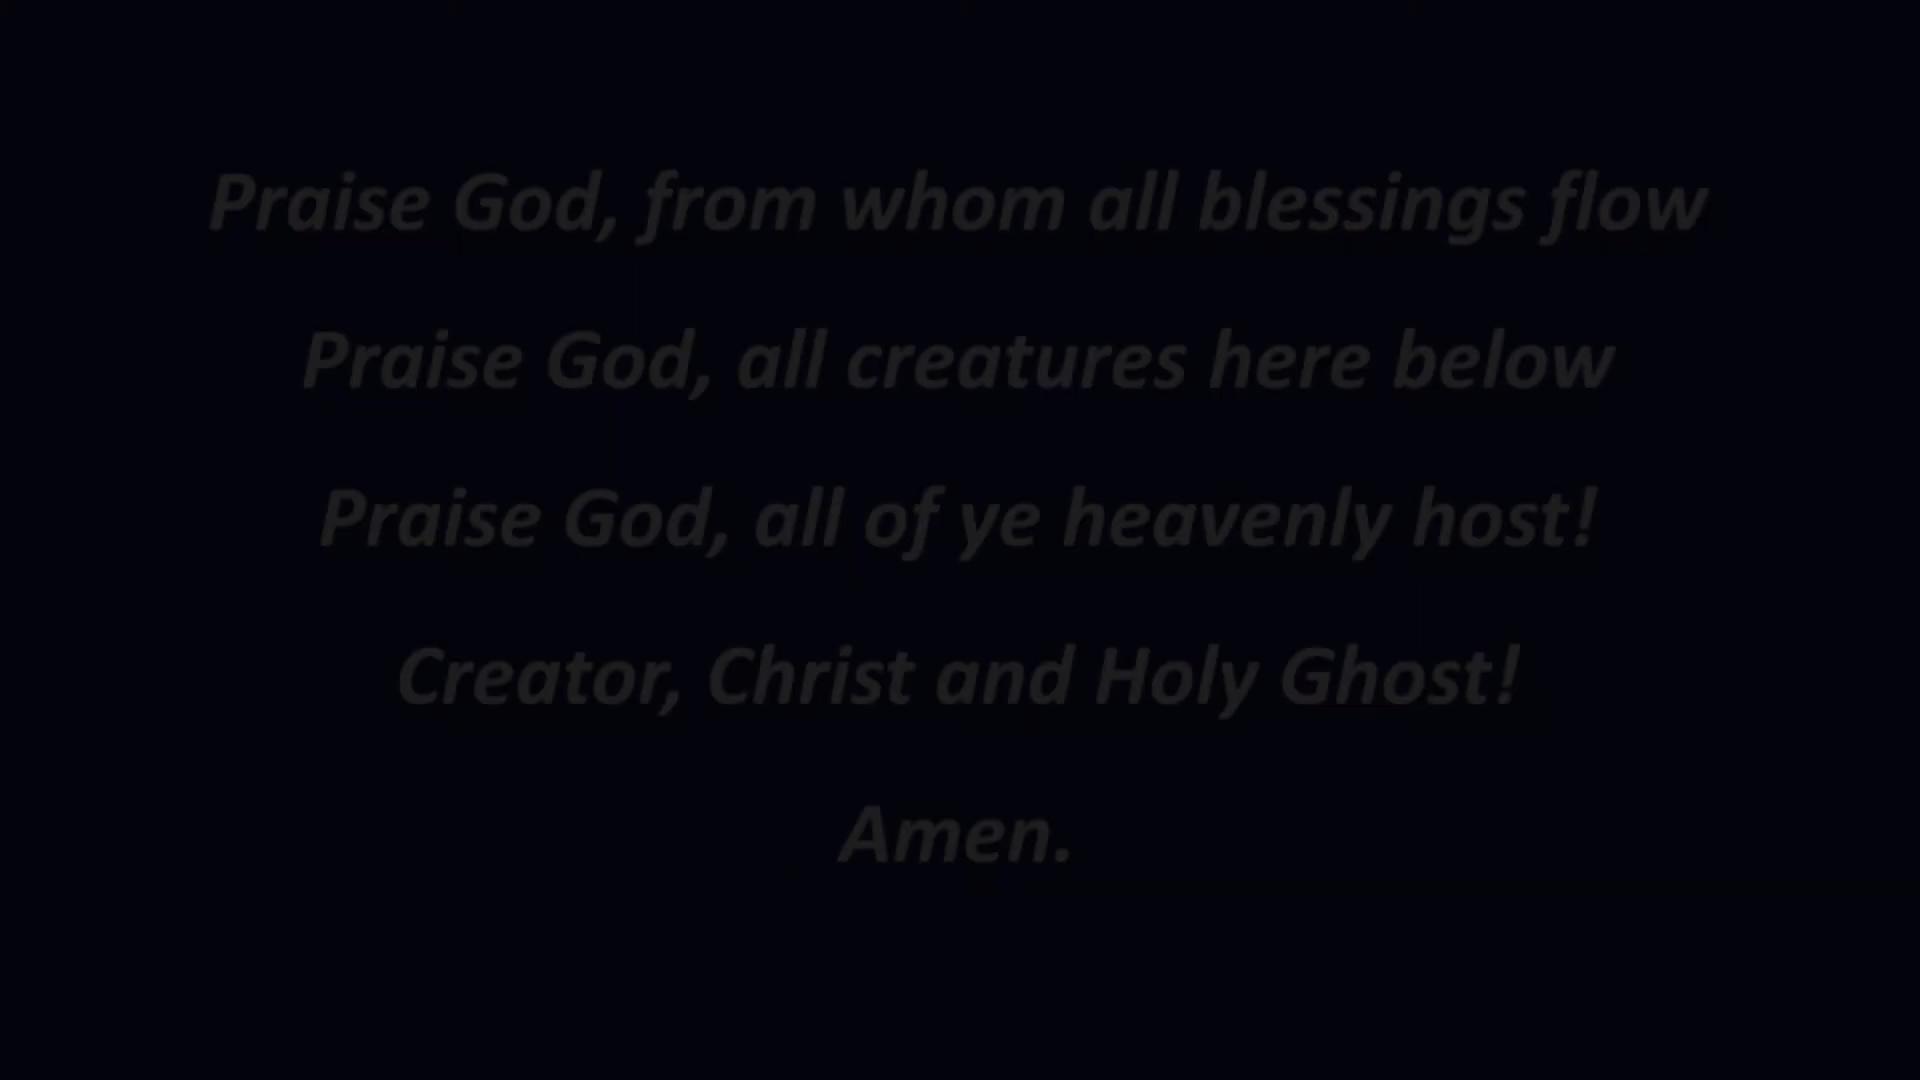 Praise God, from whom all blessings flow
Praise God, all creatures here below
Praise God, all of ye heavenly host!
Creator, Christ and Holy Ghost!
Amen.